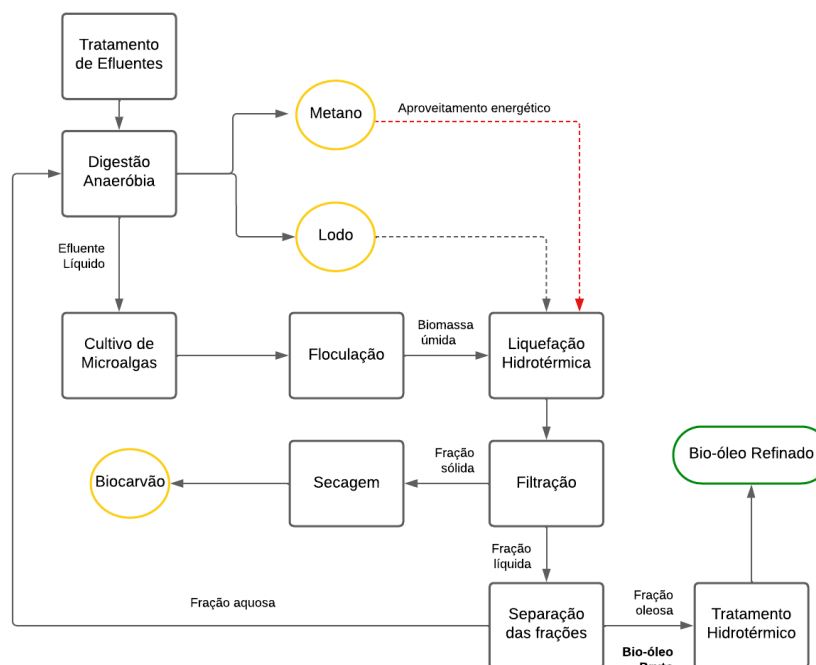 Tratamento
de Efluentes
Metano
Aproveitamento energético
Digestão
Anaeróbia
Lodo
Efluente
Líquido
Cultivo de
Microalgas
Floculação
Biomassa
úmida
Liquefação
Hidrotérmica
Bio-óleo Refinado
Biocarvão
Secagem
Fração
sólida
Filtração
Fração
líquida
Fração aquosa
Separação
das frações
Fração
oleosa
Tratamento
Hidrotérmico
Bio-óleo